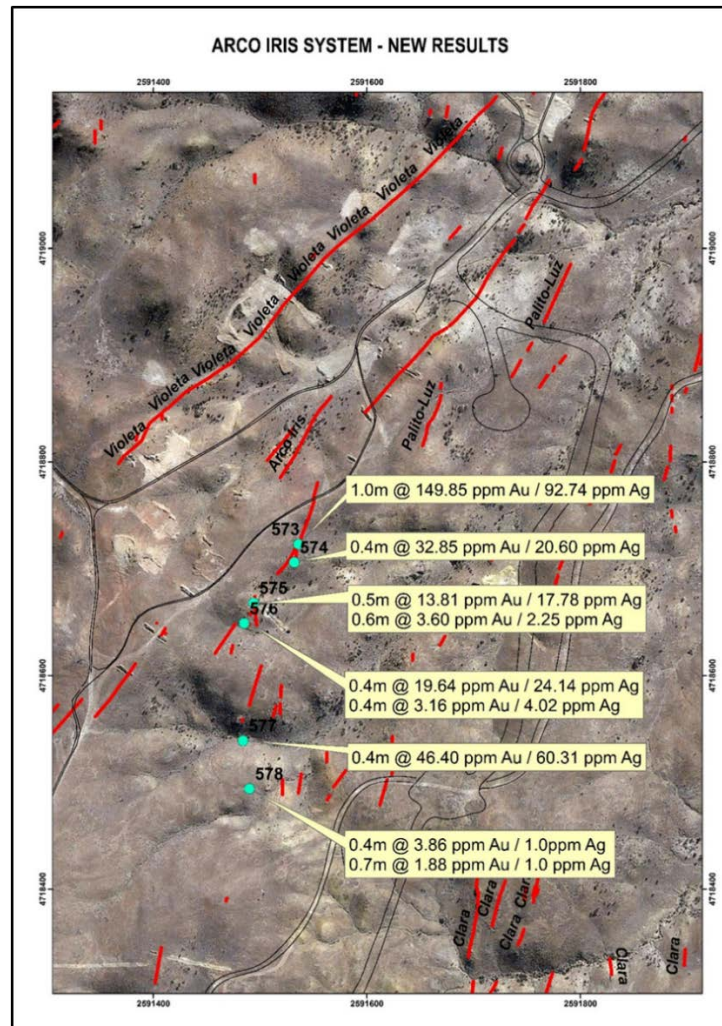 ARCO IRIS SYSTEM - NEW RESULTS
2591400
2591600
2591800
4719000
4719000
4718800
4718800
4718600
4718600
4718400
4718400
Violeta
Violeta
Violeta
Violeta
Violeta
Violeta
Violeta
Violeta
Violeta
Palito-Luz
Palito-Luz
Arco Iris
573
1.0m @ 149.85 ppm Au / 92.74 ppm Ag
574
0.4m @ 32.85 ppm Au / 20.60 ppm Ag
575
0.5m @ 13.81 ppm Au / 17.78 ppm Ag
0.6m @ 3.60 ppm Au / 2.25 ppm Ag
576
0.4m @ 19.64 ppm Au / 24.14 ppm Ag
0.4m @ 3.16 ppm Au / 4.02 ppm Ag
577
0.4m @ 46.40 ppm Au / 60.31 ppm Ag
578
0.4m @ 3.86 ppm Au / 1.0ppm Ag
0.7m @ 1.88 ppm Au / 1.0 ppm Ag
Clara
Clara
Clara
Clara
Clara
Clara
2591400
2591600
2591800